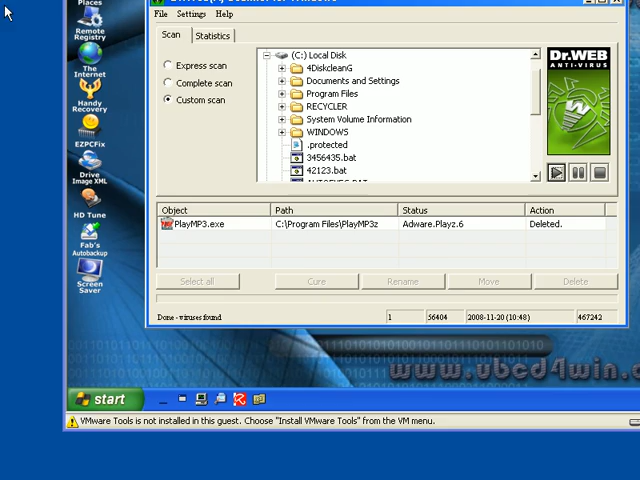 Places
Remote
Registry
The
Internet
Handy
Recovery
EZPCFix
Drive
Image XML
HD Tune
Fab's
Autobackup
Screen
Saver
File Settings Help
Scan Statistics
Express scan
Complete scan
Custom scan
(C:) Local Disk
4DiskcleanG
Documents and Settings
Program Files
RECYCLER
System Volume Information
WINDOWS
.protected
3456435.bat
42123.bat
Dr.WEB
ANTI-VIRUS
Object Path Status Action
PlayMP3.exe C:\Program Files\PlayMP3z Adware.Playz.6 Deleted.
Select all Cure Rename Move Delete
Done - viruses found 1 56404 2008-11-20 (10:48) 467242
www.ubcd4win.c
start
VMware Tools is not installed in this guest. Choose "Install VMware Tools" from the VM menu.